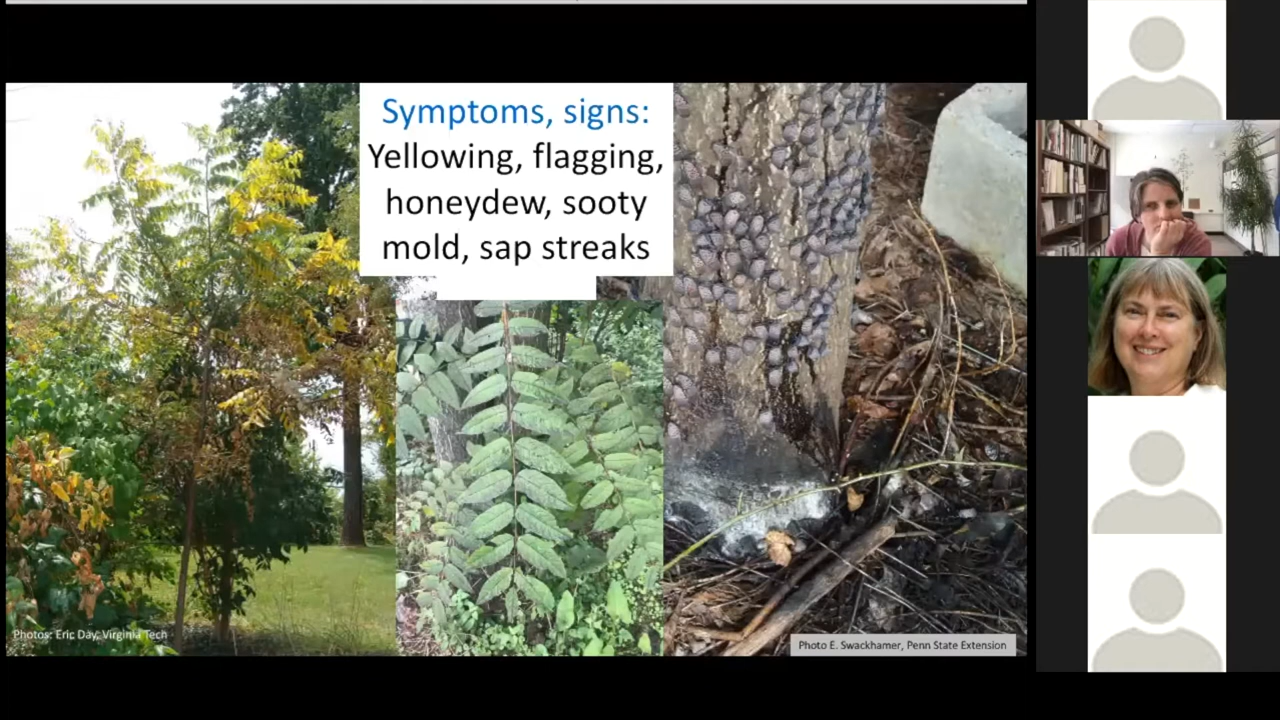 Symptoms, signs:
Yellowing, flagging,
honeydew, sooty
mold, sap streaks
Photos: Eric Day, Virginia Tech
Photo E. Swackhamer, Penn State Extension